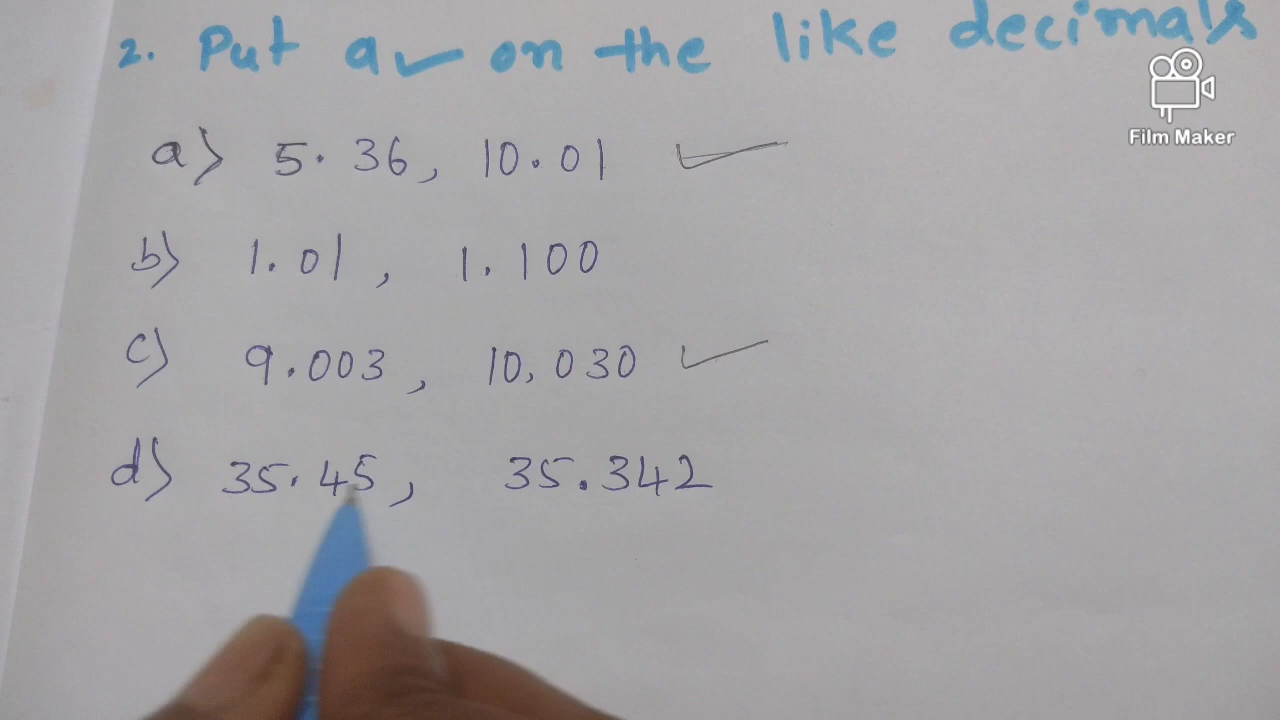 2. Put a ✓ on the like decimals
Film Maker
a) 5.36, 10.01 ✓
b) 1.01, 1.100
c) 9.003, 10.030 ✓
d) 35.45, 35.342